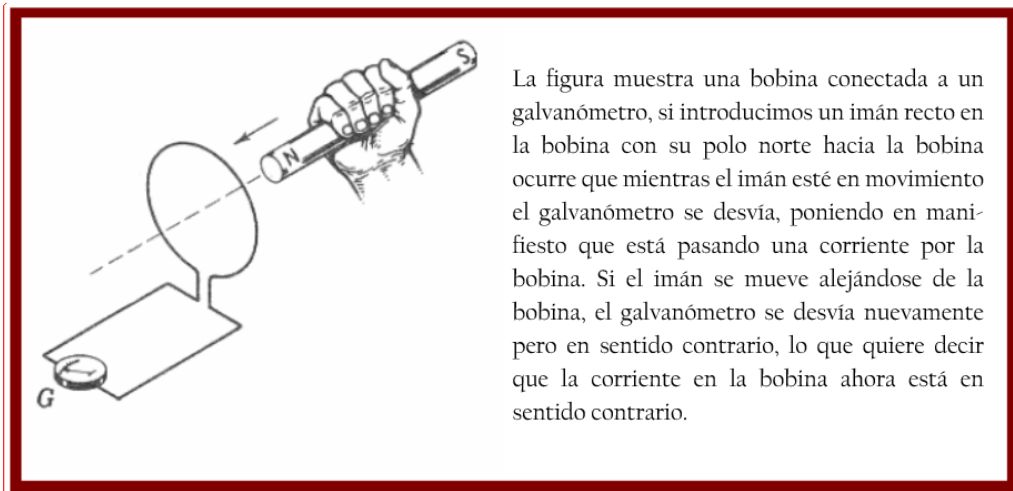 S
N
G
La figura muestra una bobina conectada a un
galvanómetro, si introducimos un imán recto en
la bobina con su polo norte hacia la bobina
ocurre que mientras el imán esté en movimiento
el galvanómetro se desvía, poniendo en mani-
fiesto que está pasando una corriente por la
bobina. Si el imán se mueve alejándose de la
bobina, el galvanómetro se desvía nuevamente
pero en sentido contrario, lo que quiere decir
que la corriente en la bobina ahora está en
sentido contrario.